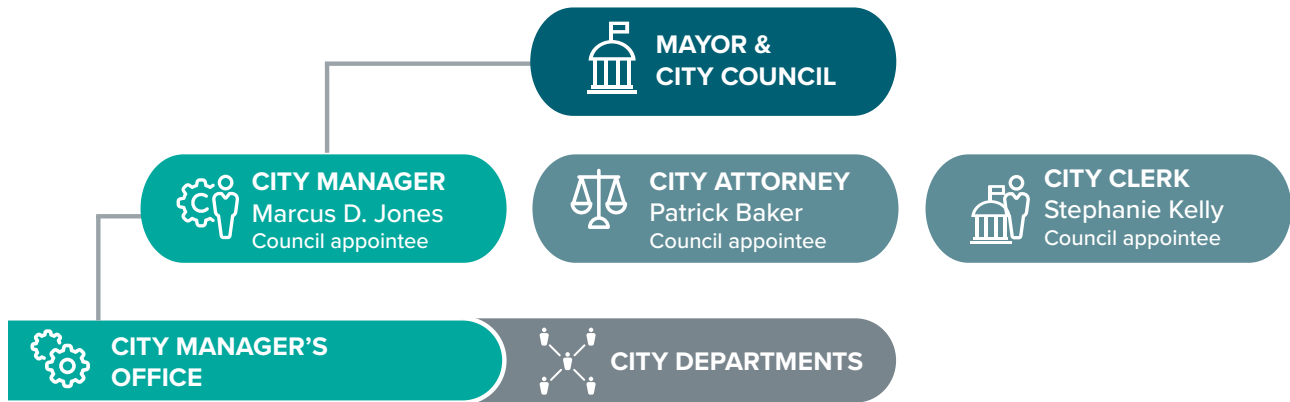 MAYOR &
CITY COUNCIL
CITY MANAGER
Marcus D. Jones
Council appointee
CITY ATTORNEY
Patrick Baker
Council appointee
CITY CLERK
Stephanie Kelly
Council appointee
CITY MANAGER’S
OFFICE
CITY DEPARTMENTS